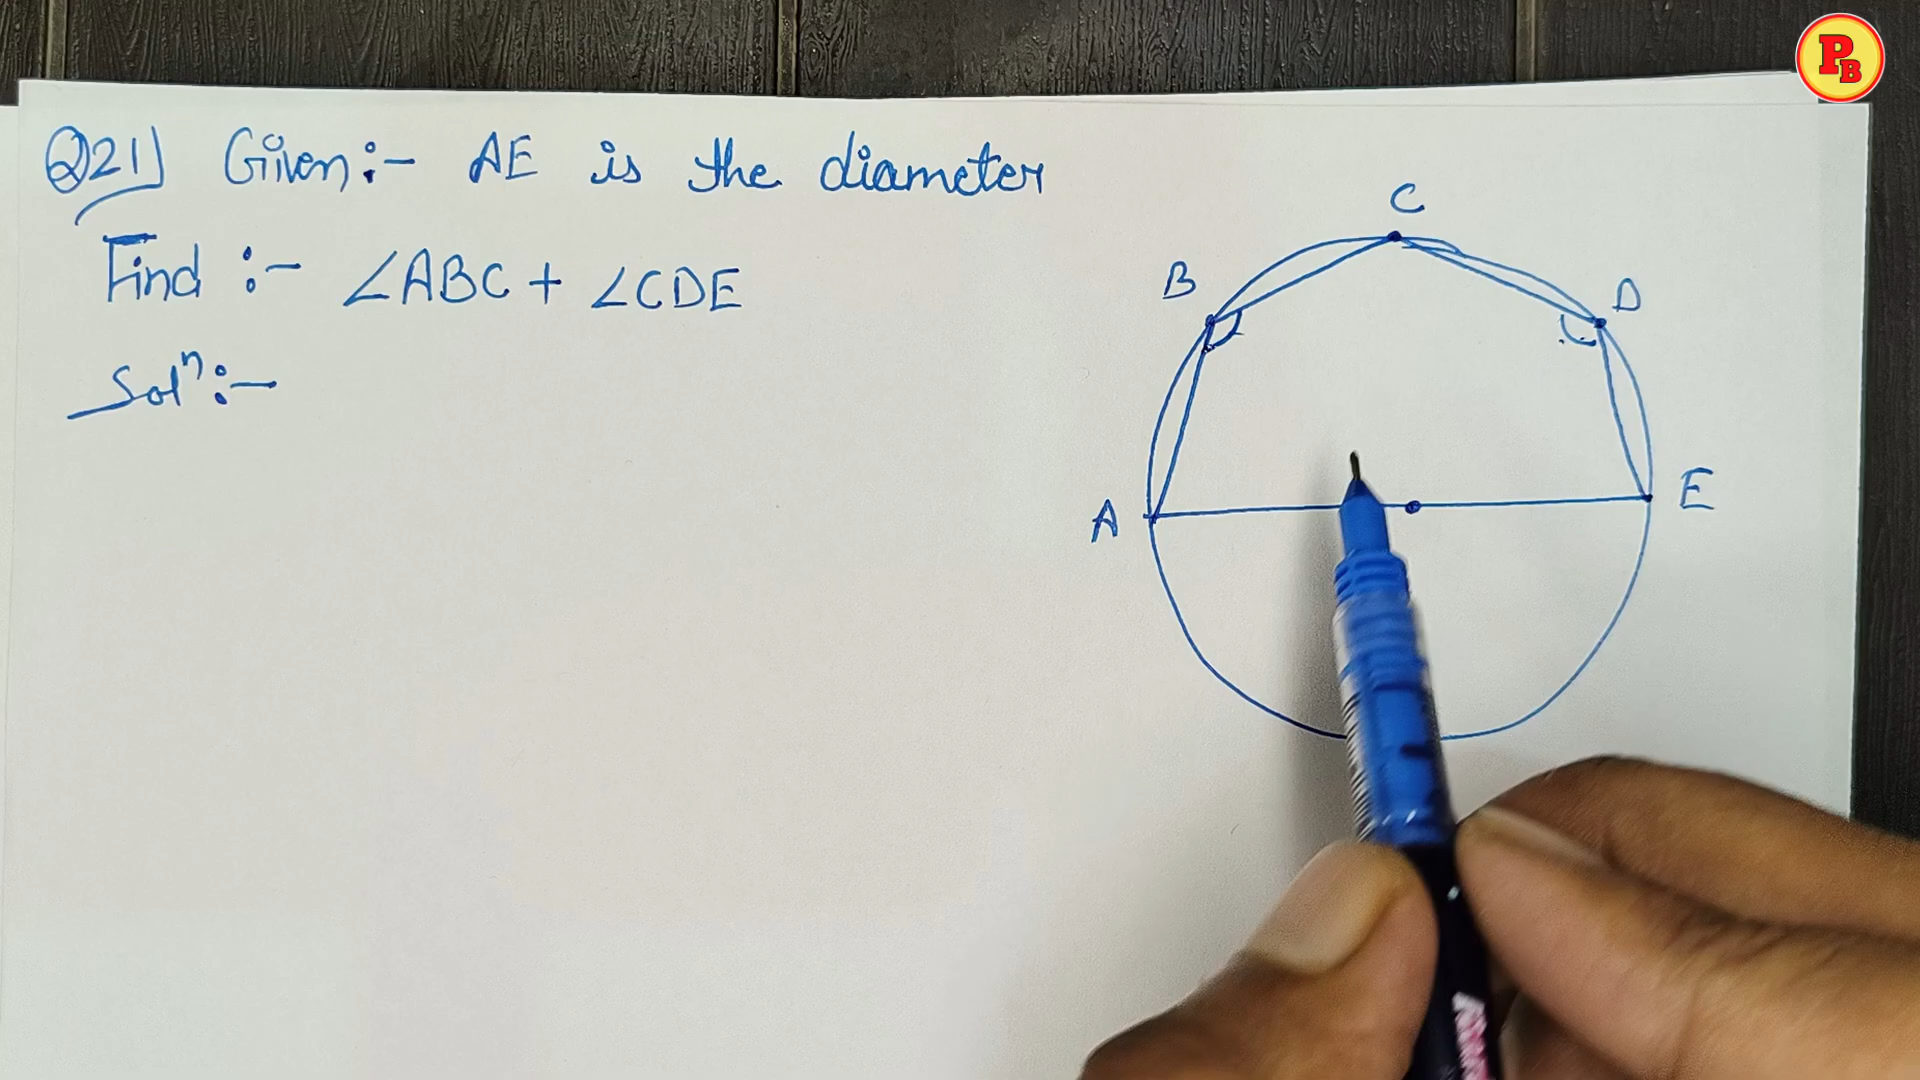 Q21) Given:- AE is the diameter
Find :- ∠ABC + ∠CDE
Solⁿ:-
C
B
D
A
E
PB